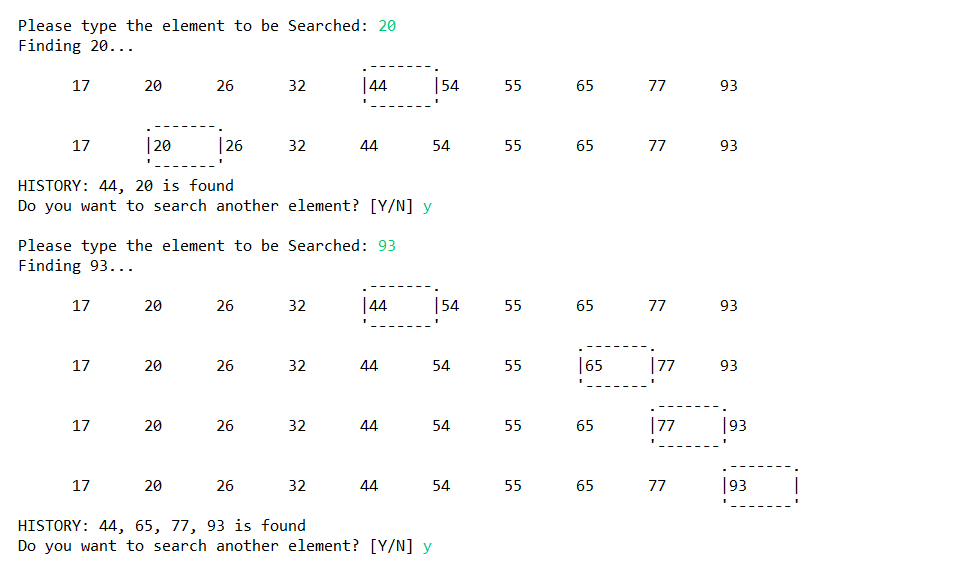 Please type the element to be Searched: 20
Finding 20...
                                      .-------.
      17      20      26      32      |44     |54     55      65      77      93
                                      '-------'
              .-------.
      17      |20     |26     32      44      54      55      65      77      93
              '-------'
HISTORY: 44, 20 is found
Do you want to search another element? [Y/N] y

Please type the element to be Searched: 93
Finding 93...
                                      .-------.
      17      20      26      32      |44     |54     55      65      77      93
                                      '-------'
                                                              .-------.
      17      20      26      32      44      54      55      |65     |77     93
                                                              '-------'
                                                                      .-------.
      17      20      26      32      44      54      55      65      |77     |93
                                                                      '-------'
                                                                              .-------.
      17      20      26      32      44      54      55      65      77      |93     |
                                                                              '-------'
HISTORY: 44, 65, 77, 93 is found
Do you want to search another element? [Y/N] y